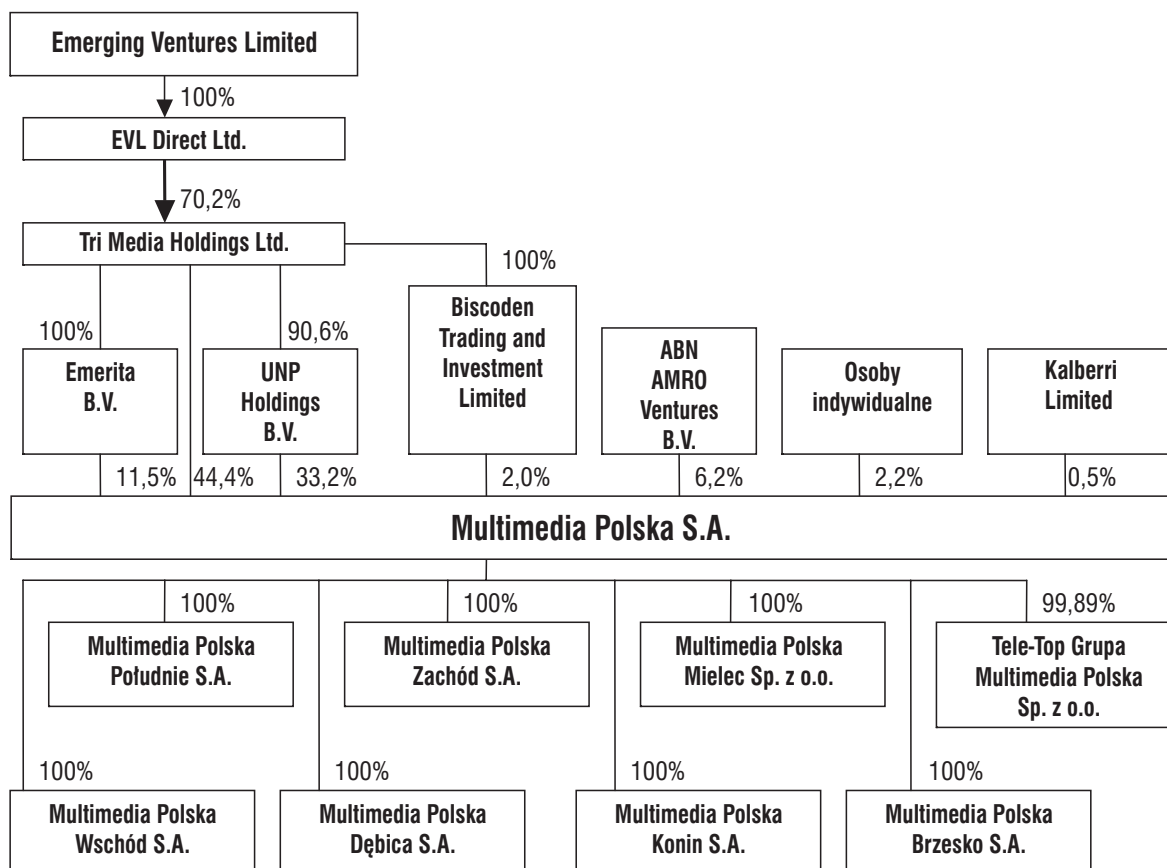 Emerging Ventures Limited
100%
EVL Direct Ltd.
70,2%
Tri Media Holdings Ltd.
100%
100%
90,6%
Emerita
B.V.
UNP
Holdings
B.V.
Biscoden
Trading and
Investment
Limited
ABN
AMRO
Ventures
B.V.
Osoby
indywidualne
Kalberri
Limited
11,5%
44,4%
33,2%
2,0%
6,2%
2,2%
0,5%
Multimedia Polska S.A.
100%
100%
100%
99,89%
Multimedia Polska
Południe S.A.
Multimedia Polska
Zachód S.A.
Multimedia Polska
Mielec Sp. z o.o.
Tele-Top Grupa
Multimedia Polska
Sp. z o.o.
100%
100%
100%
100%
Multimedia Polska
Wschód S.A.
Multimedia Polska
Dębica S.A.
Multimedia Polska
Konin S.A.
Multimedia Polska
Brzesko S.A.